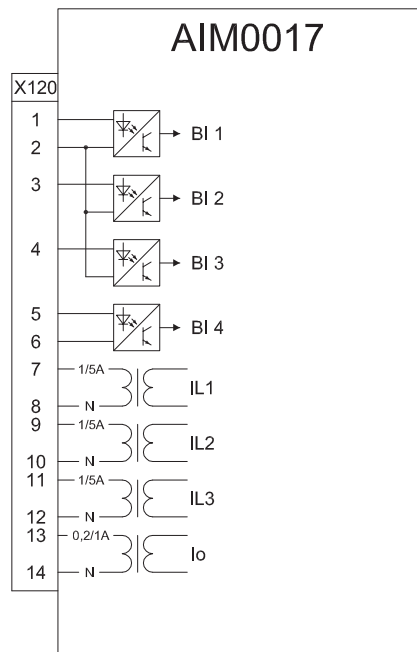 AIM0017
X120
1
BI 1
2
3
BI 2
4
BI 3
5
BI 4
6
7 1/5A
IL1
8 N
9 1/5A
IL2
10 N
11 1/5A
IL3
12 N
13 0,2/1A
Io
14 N